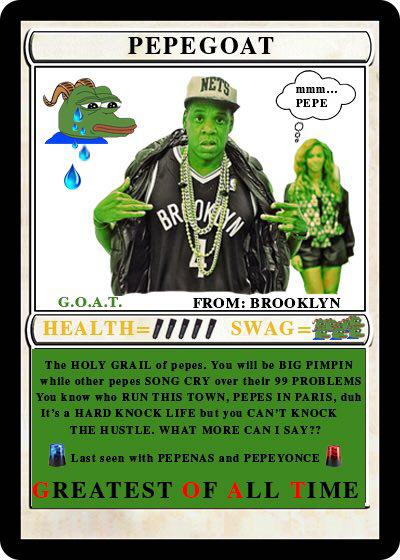 PEPEGOAT
mmm...
PEPE
NETS
BROOKLYN
4
G.O.A.T.
FROM: BROOKLYN
HEALTH=
SWAG=
The HOLY GRAIL of pepes. You will be BIG PIMPIN
while other pepes SONG CRY over their 99 PROBLEMS
You know who RUN THIS TOWN, PEPES IN PARIS, duh
It's a HARD KNOCK LIFE but you CAN'T KNOCK
THE HUSTLE. WHAT MORE CAN I SAY??
Last seen with PEPENAS and PEPEYONCE
GREATEST OF ALL TIME